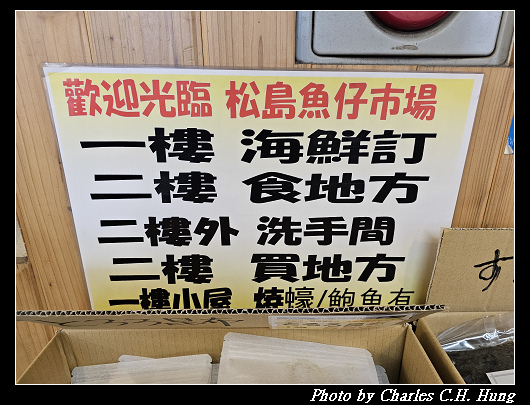 歡迎光臨 松島魚仔市場
一樓 海鮮訂
二樓 食地方
二樓外 洗手間
二樓 買地方
一樓小屋 燒蠔/鮑魚有
す
Photo by Charles C.H. Hung